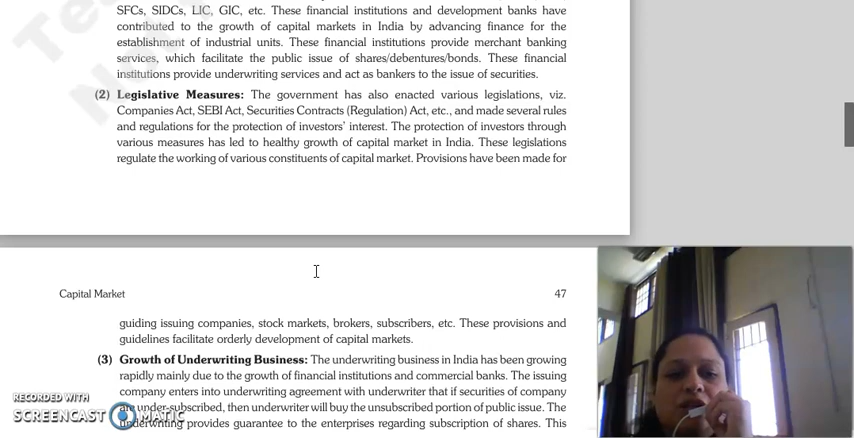 SFCs, SIDCs, LIC, GIC, etc. These financial institutions and development banks have
contributed to the growth of capital markets in India by advancing finance for the
establishment of industrial units. These financial institutions provide merchant banking
services, which facilitate the public issue of shares/debentures/bonds. These financial
institutions provide underwriting services and act as bankers to the issue of securities.
(2) Legislative Measures: The government has also enacted various legislations, viz.
Companies Act, SEBI Act, Securities Contracts (Regulation) Act, etc., and made several rules
and regulations for the protection of investors' interest. The protection of investors through
various measures has led to healthy growth of capital market in India. These legislations
regulate the working of various constituents of capital market. Provisions have been made for
Capital Market 47
guiding issuing companies, stock markets, brokers, subscribers, etc. These provisions and
guidelines facilitate orderly development of capital markets.
(3) Growth of Underwriting Business: The underwriting business in India has been growing
rapidly mainly due to the growth of financial institutions and commercial banks. The issuing
company enters into underwriting agreement with underwriter that if securities of company
are under-subscribed, then underwriter will buy the unsubscribed portion of public issue. The
underwriting provides guarantee to the enterprises regarding subscription of shares. This
RECORDED WITH
SCREENCAST MATIC